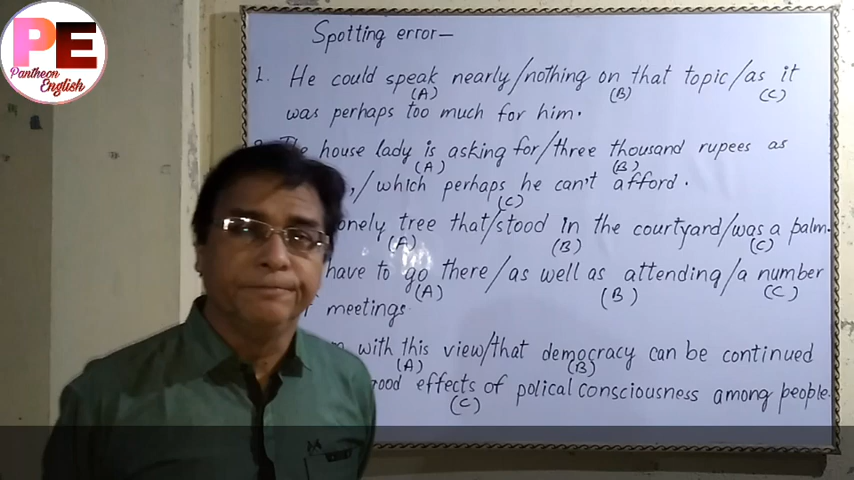 PE
Pantheon
English
Spotting error—
1. He could speak nearly/nothing on that topic/as it
(A) (B) (C)
was perhaps too much for him.
The house lady is asking for/three thousand rupees as
(A) (B)
,/which perhaps he can't afford.
(C)
tree that/stood in the courtyard/was a palm.
(A) (B) (C)
have to go there/as well as attending/a number
(A) (B) (C)
meetings.
with this view/that democracy can be continued
(A) (B)
effects of polical consciousness among people.
(C)